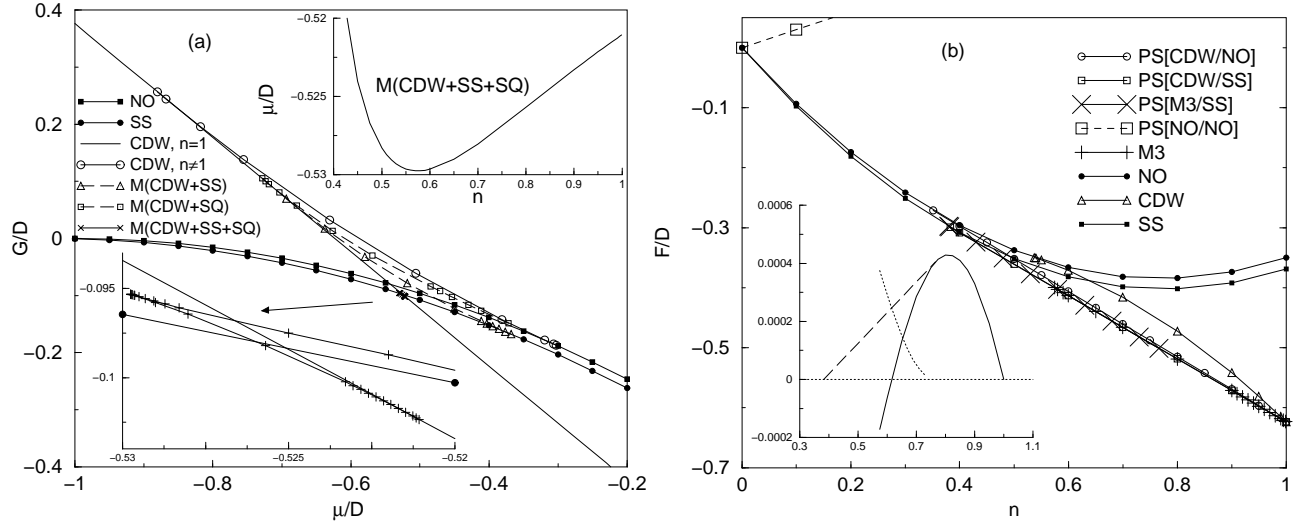 (a)
G/D
0.4
0.2
0
−0.2
−0.4
−1
−0.8
−0.6
−0.4
−0.2
μ/D
NO
SS
CDW, n=1
CDW, n≠1
M(CDW+SS)
M(CDW+SQ)
M(CDW+SS+SQ)
μ/D
−0.52
−0.525
−0.53
0.4
0.5
0.6
0.7
0.8
0.9
1
n
M(CDW+SS+SQ)
−0.095
−0.1
−0.53
−0.525
−0.52
(b)
F/D
−0.1
−0.3
−0.5
−0.7
0
0.2
0.4
0.6
0.8
1
n
PS[CDW/NO]
PS[CDW/SS]
PS[M3/SS]
PS[NO/NO]
M3
NO
CDW
SS
0.0006
0.0004
0.0002
0
−0.0002
0.3
0.5
0.7
0.9
1.1